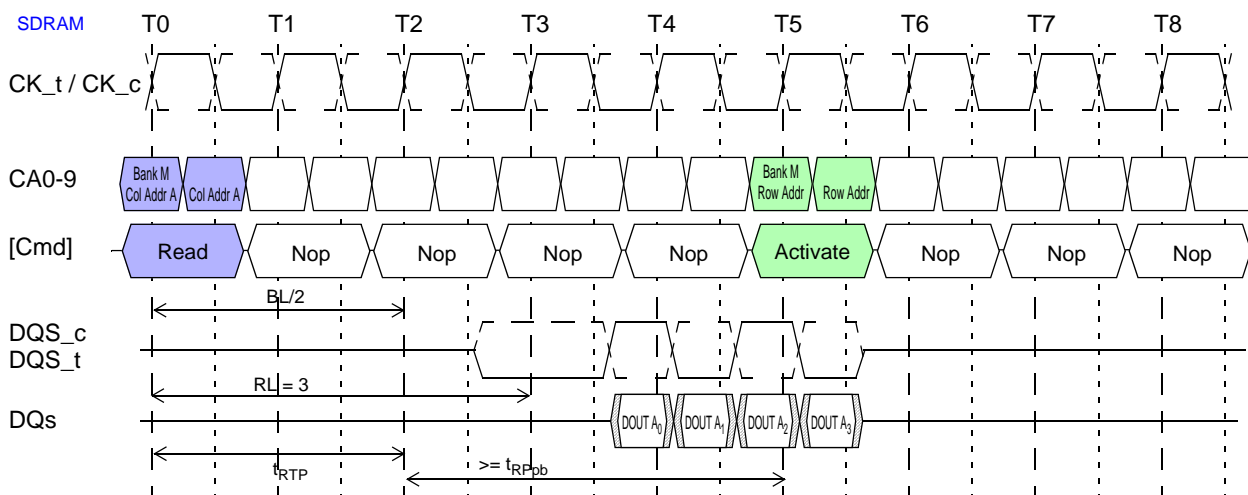 SDRAM T0 T1 T2 T3 T4 T5 T6 T7 T8
CK_t / CK_c
CA0-9
Bank M
Col Addr A
Col Addr A
Bank M
Row Addr
Row Addr
[Cmd] Read Nop Nop Nop Nop Activate Nop Nop Nop
BL/2
DQS_c
DQS_t
RL = 3
DQs DOUT A0 DOUT A1 DOUT A2 DOUT A3
tRTP >= tRPpb